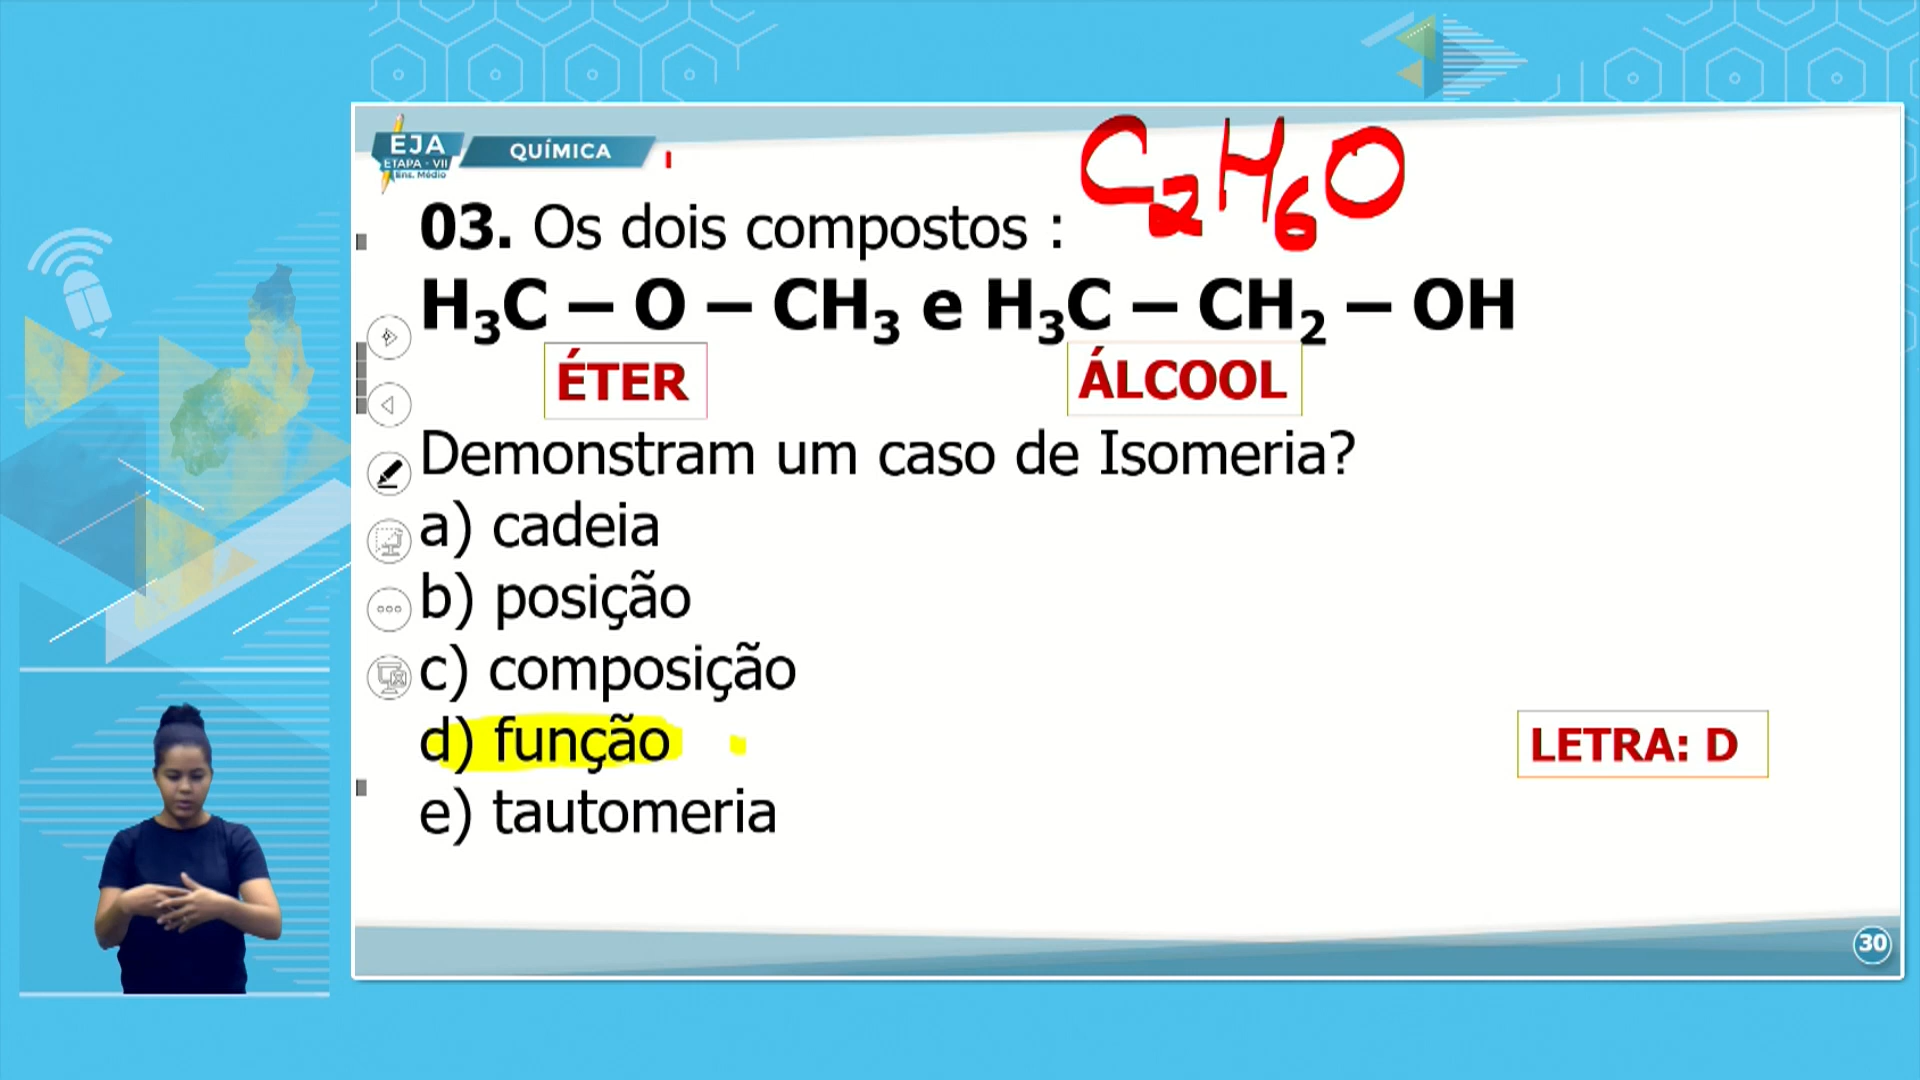 EJA
ETAPA - VII
Ens. Médio
QUÍMICA
C₂H₆O
03. Os dois compostos :
H₃C – O – CH₃ e H₃C – CH₂ – OH
ÉTER
ÁLCOOL
Demonstram um caso de Isomeria?
a) cadeia
b) posição
c) composição
d) função
LETRA: D
e) tautomeria
30